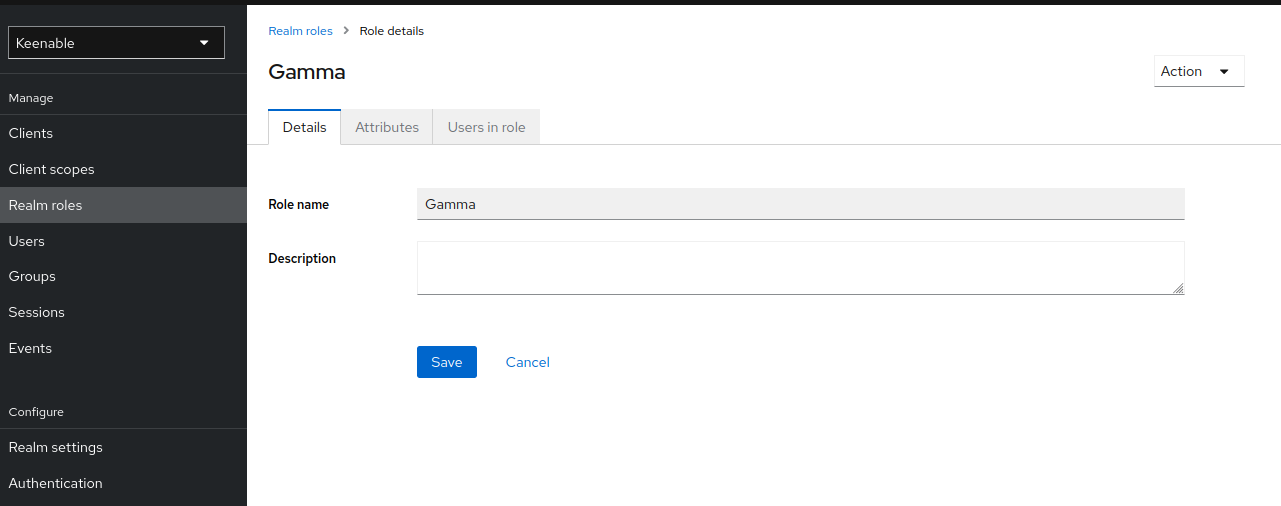 Keenable
Manage
Clients
Client scopes
Realm roles
Users
Groups
Sessions
Events
Configure
Realm settings
Authentication
Realm roles > Role details
Gamma
Action
Details Attributes Users in role
Role name Gamma
Description
Save Cancel